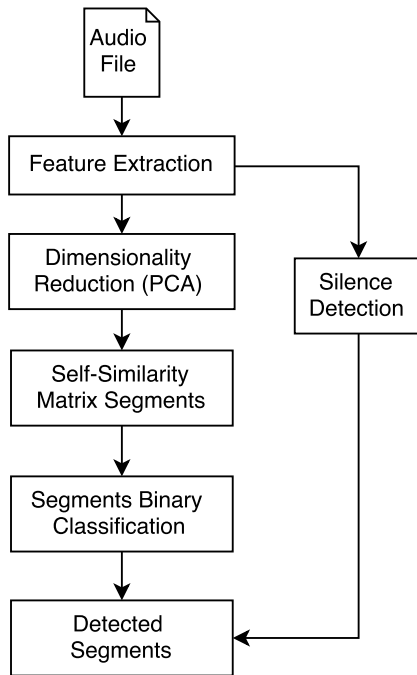 Audio
File
Feature Extraction
Dimensionality
Reduction (PCA)
Silence
Detection
Self-Similarity
Matrix Segments
Segments Binary
Classification
Detected
Segments